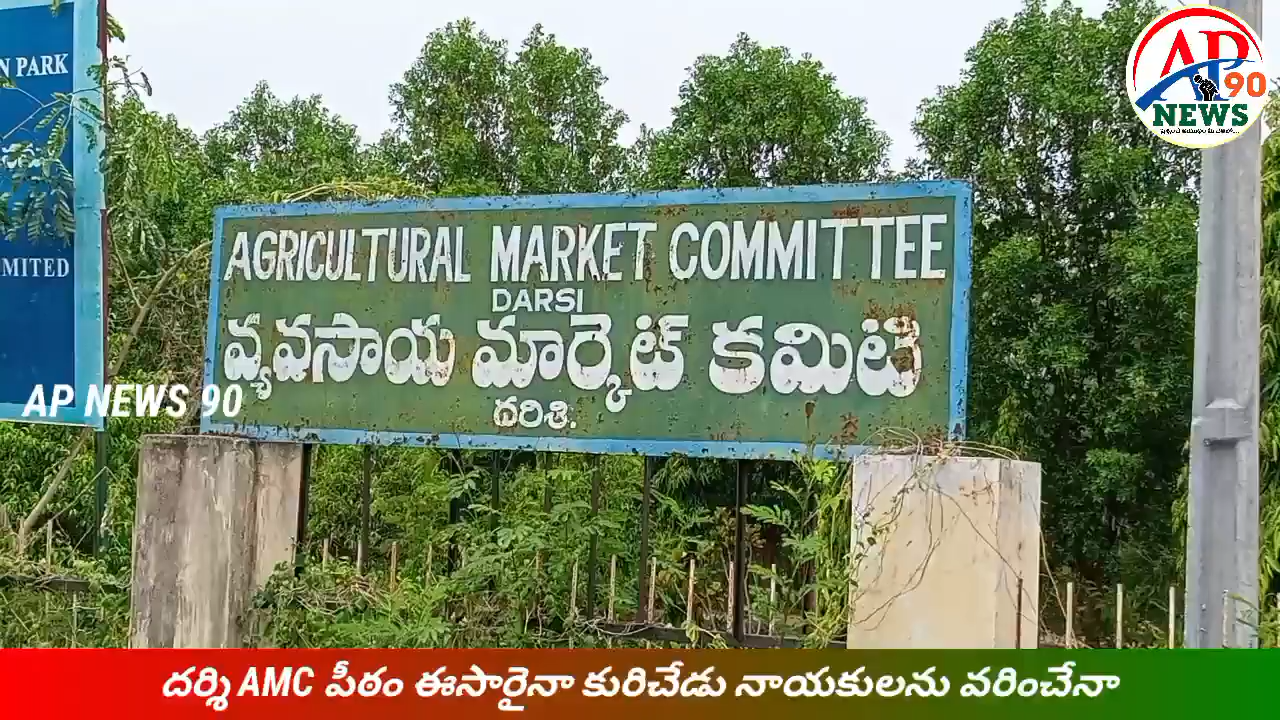 N PARK
IMITED
AP
90
NEWS
AGRICULTURAL MARKET COMMITTEE
DARSI
వ్యవసాయ మార్కెట్ కమిటి
దరిశి.
AP NEWS 90
దర్శి AMC పీఠం ఈసారైనా కురిచేడు నాయకులను వరించేనా